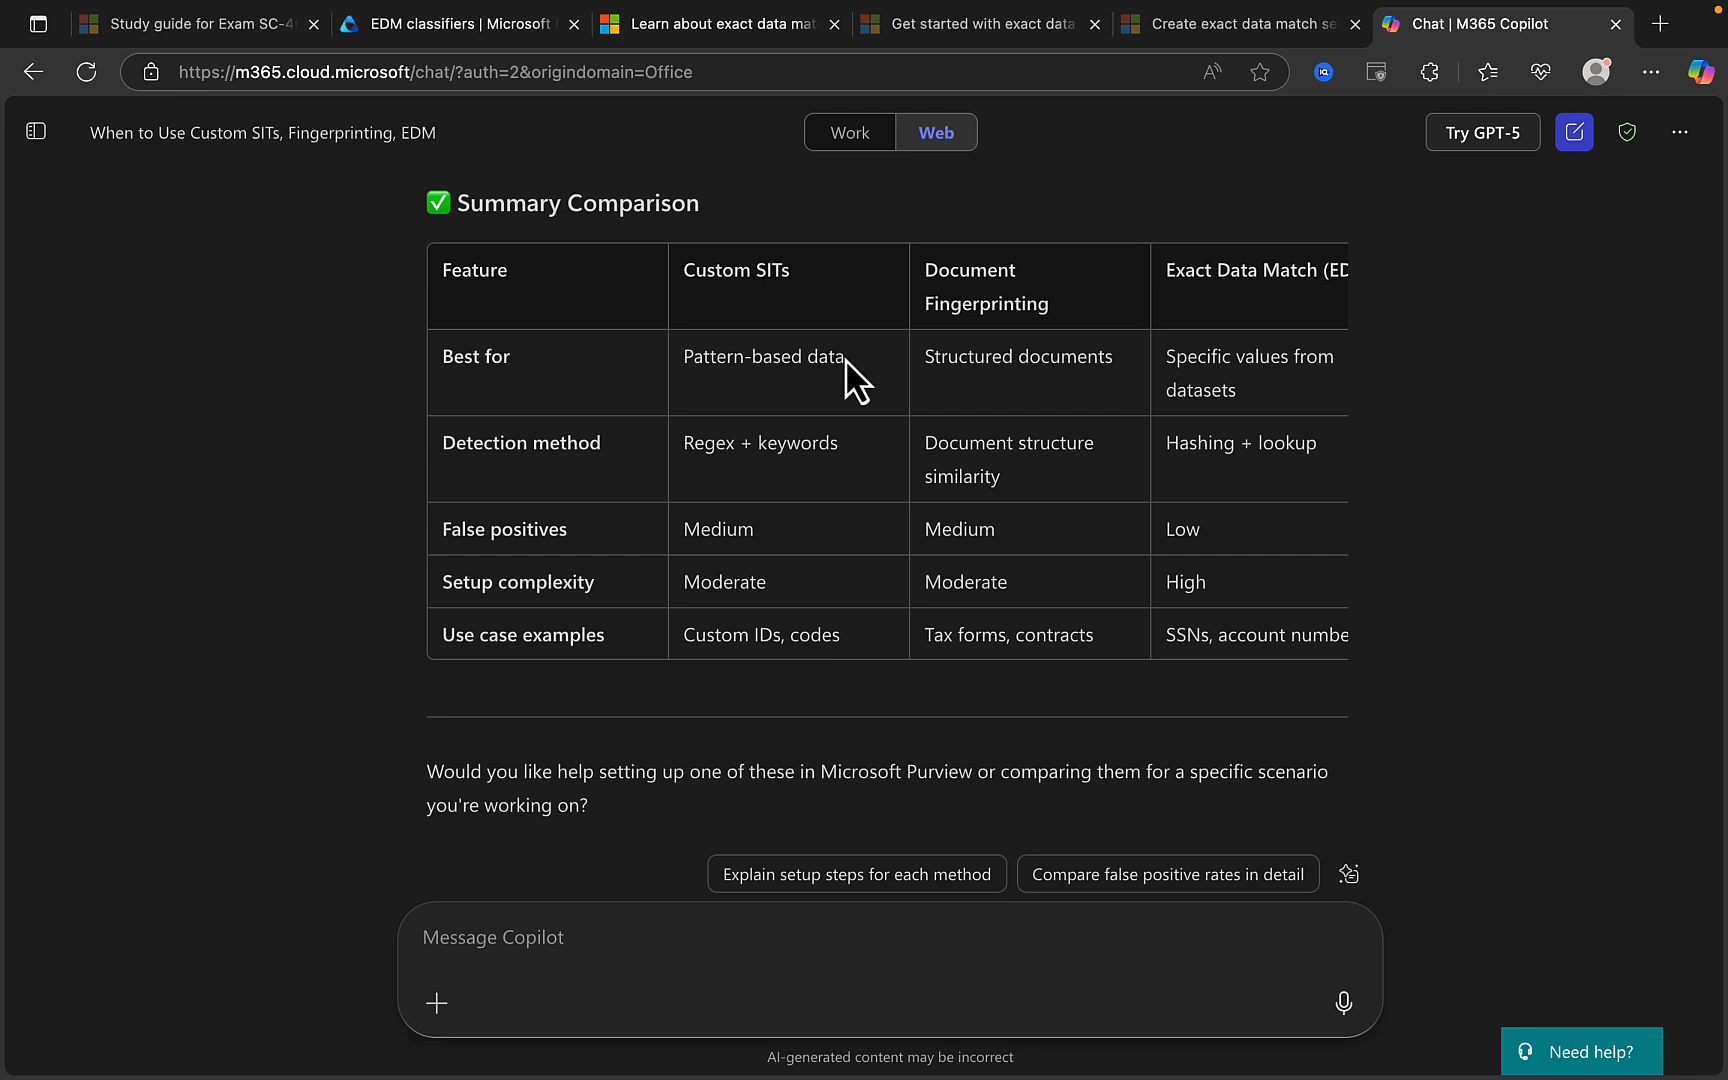 Study guide for Exam SC-4
EDM classifiers | Microsoft
Learn about exact data mat
Get started with exact data
Create exact data match se
Chat | M365 Copilot
https://m365.cloud.microsoft/chat/?auth=2&origindomain=Office
When to Use Custom SITs, Fingerprinting, EDM
Work
Web
Try GPT-5
✅ Summary Comparison
Feature
Custom SITs
Document
Fingerprinting
Exact Data Match (ED
Best for
Pattern-based data
Structured documents
Specific values from
datasets
Detection method
Regex + keywords
Document structure
similarity
Hashing + lookup
False positives
Medium
Medium
Low
Setup complexity
Moderate
Moderate
High
Use case examples
Custom IDs, codes
Tax forms, contracts
SSNs, account numbe
Would you like help setting up one of these in Microsoft Purview or comparing them for a specific scenario
you're working on?
Explain setup steps for each method
Compare false positive rates in detail
Message Copilot
AI-generated content may be incorrect
Need help?